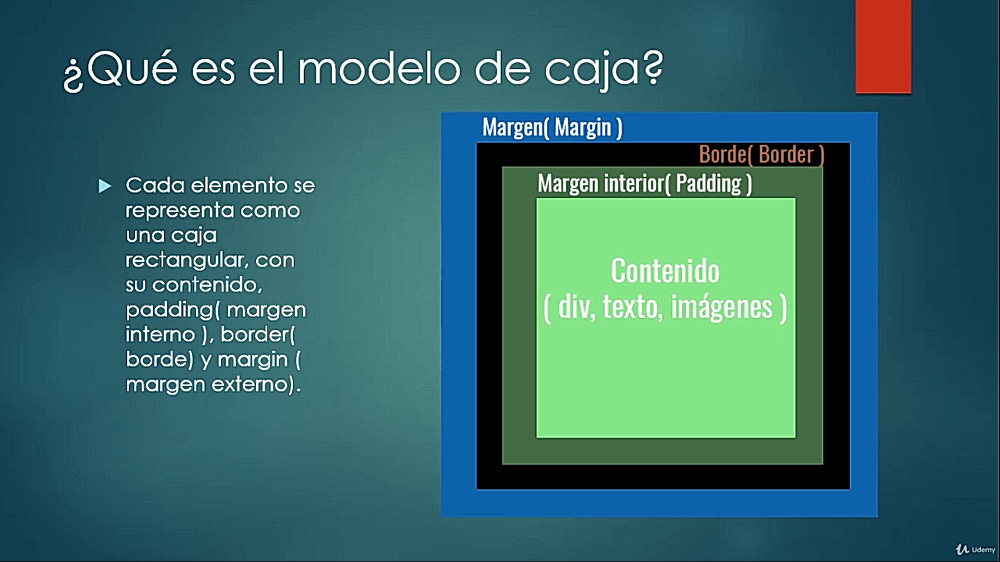 ¿Qué es el modelo de caja?
Cada elemento se
representa como
una caja
rectangular, con
su contenido,
padding( margen
interno ), border(
borde) y margin (
margen externo).
Margen( Margin )
Borde( Border )
Margen interior( Padding )
Contenido
( div, texto, imágenes )
Udemy